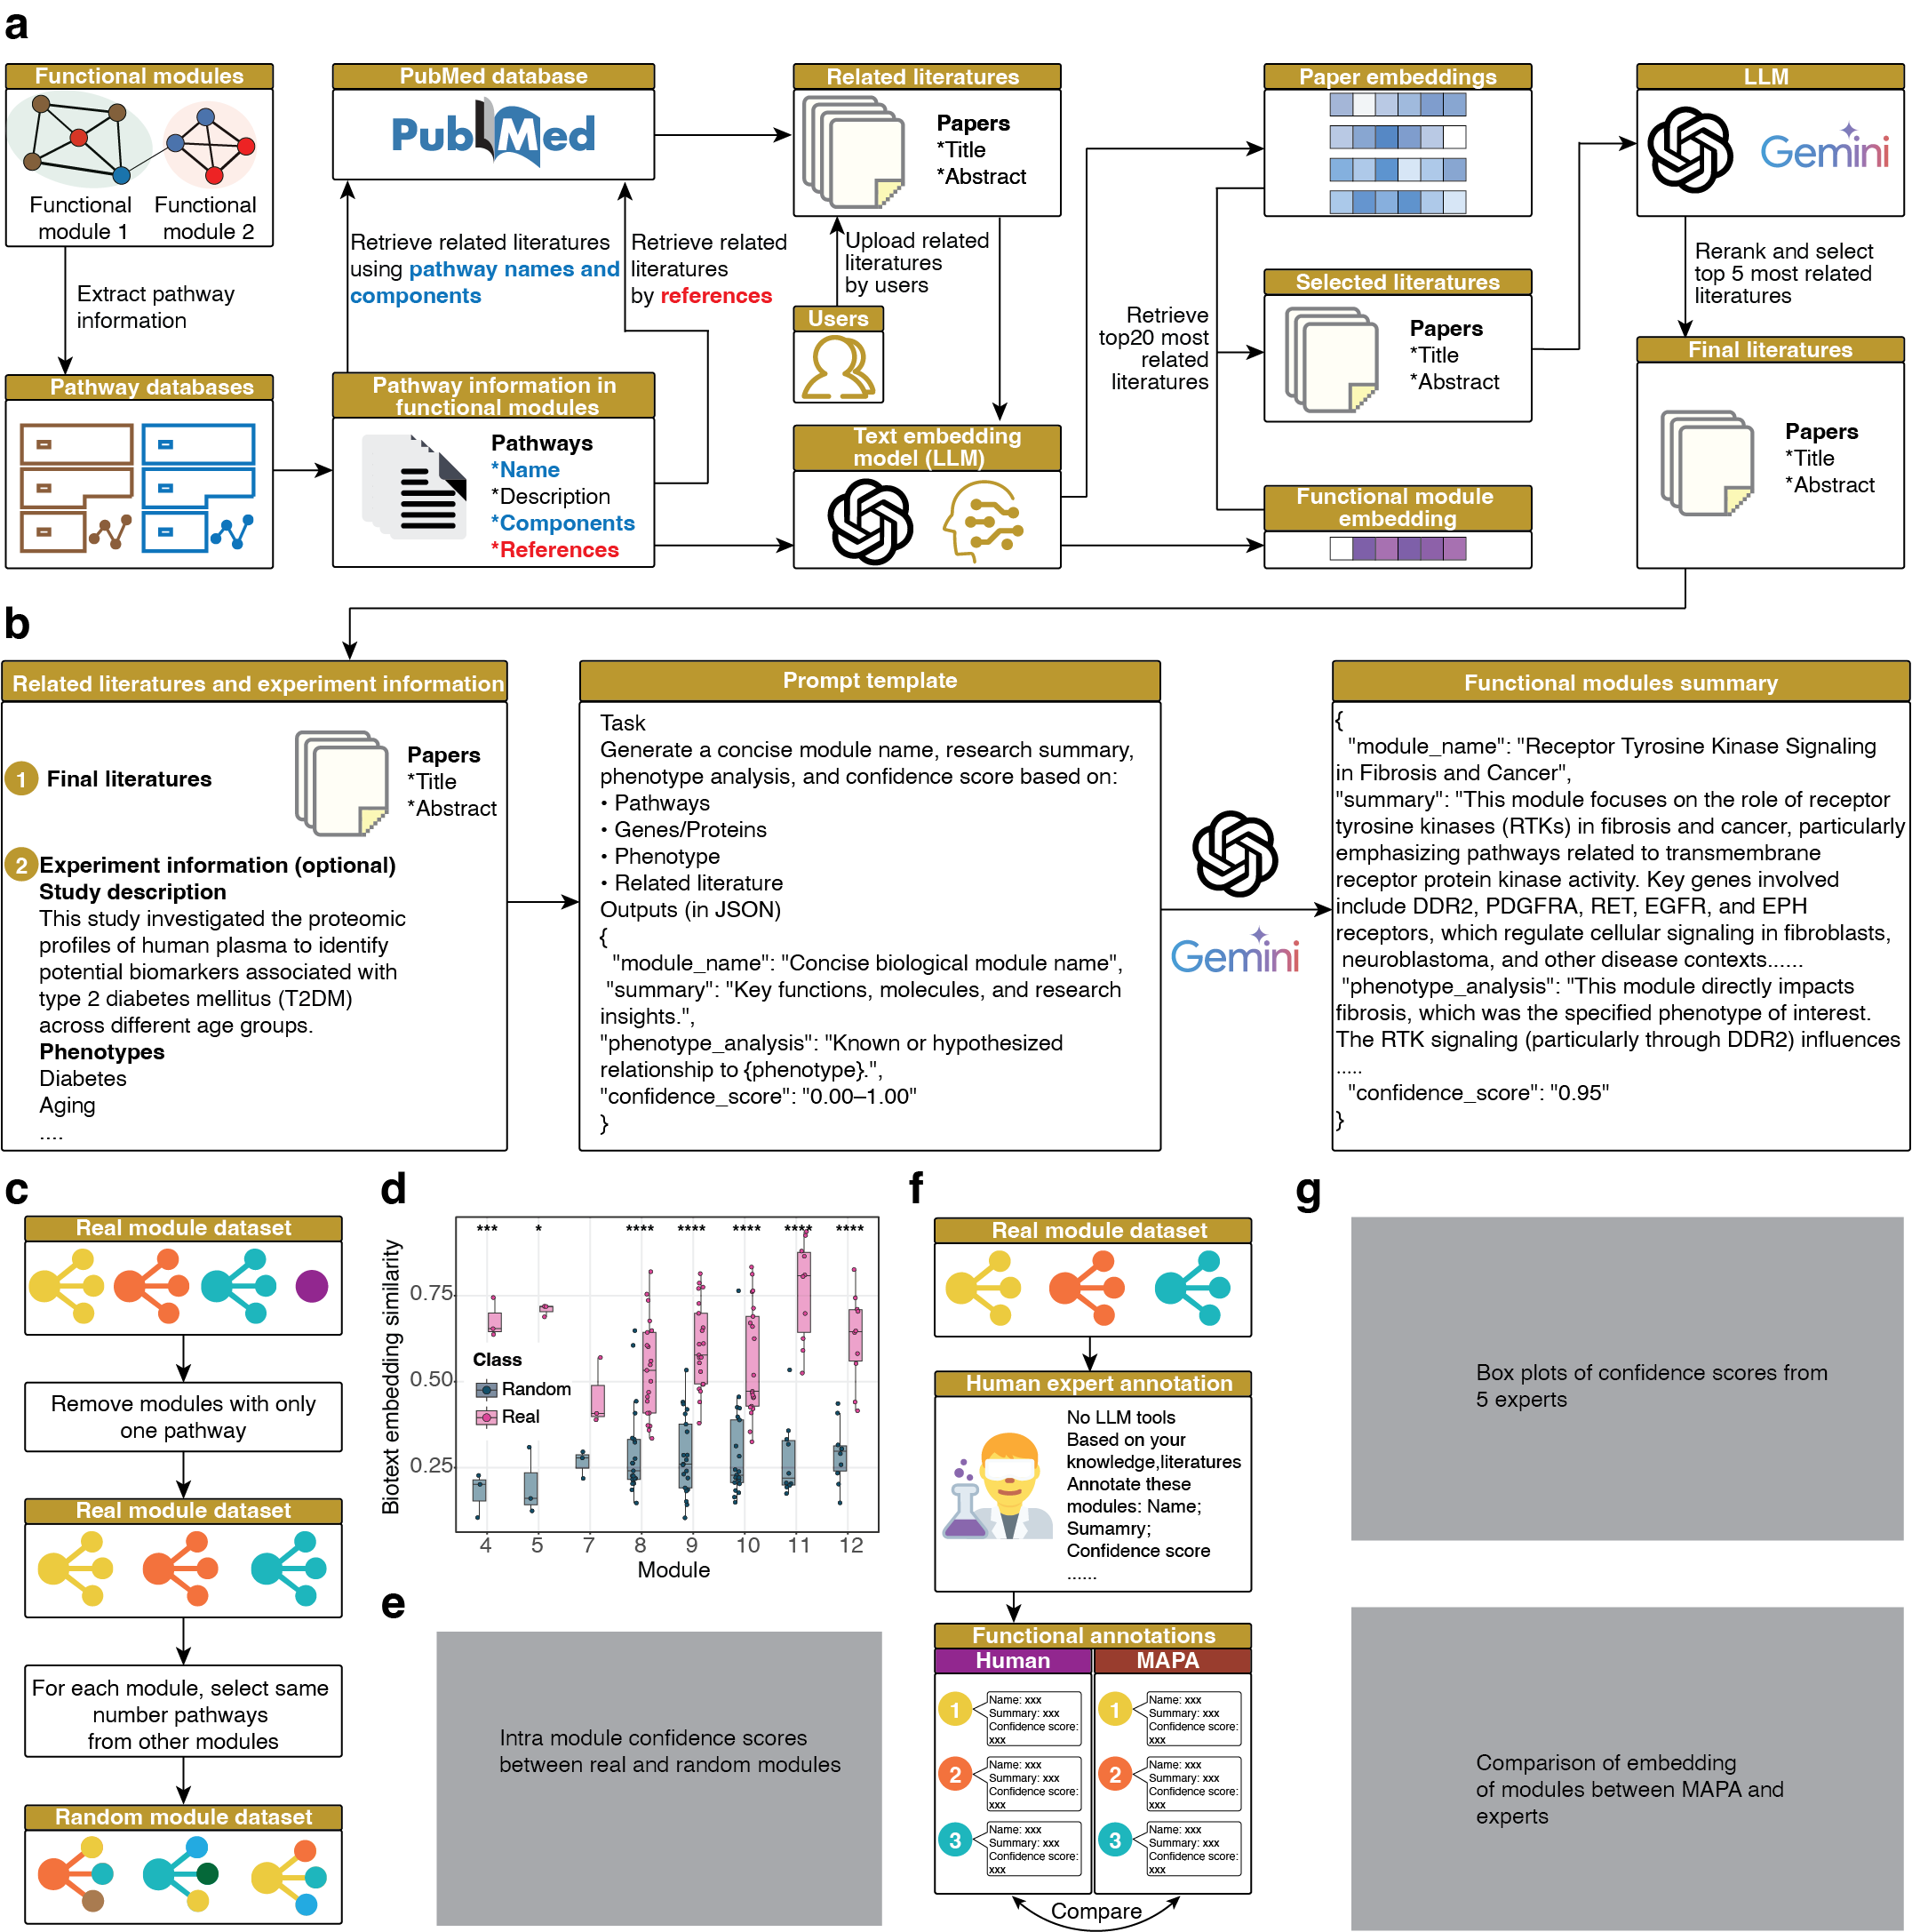 a
Functional modules
Functional
module 1
Functional
module 2
Extract pathway
information
Pathway databases
PubMed database
PubMed
Retrieve related literatures
using pathway names and
components
Retrieve related
literatures
by references
Pathway information in
functional modules
Pathways
*Name
*Description
*Components
*References
Related literatures
Papers
*Title
*Abstract
Upload related
literatures
by users
Users
Text embedding
model (LLM)
Retrieve
top20 most
related
literatures
Paper embeddings
Selected literatures
Papers
*Title
*Abstract
Functional module
embedding
LLM
Gemini
Rerank and select
top 5 most related
literatures
Final literatures
Papers
*Title
*Abstract
b
Related literatures and experiment information
1 Final literatures
Papers
*Title
*Abstract
2 Experiment information (optional)
Study description
This study investigated the proteomic
profiles of human plasma to identify
potential biomarkers associated with
type 2 diabetes mellitus (T2DM)
across different age groups.
Phenotypes
Diabetes
Aging
....
Prompt template
Task
Generate a concise module name, research summary,
phenotype analysis, and confidence score based on:
• Pathways
• Genes/Proteins
• Phenotype
• Related literature
Outputs (in JSON)
{
"module_name": "Concise biological module name",
"summary": "Key functions, molecules, and research
insights.",
"phenotype_analysis": "Known or hypothesized
relationship to {phenotype}.",
"confidence_score": "0.00–1.00"
}
Gemini
Functional modules summary
{
"module_name": "Receptor Tyrosine Kinase Signaling
in Fibrosis and Cancer",
"summary": "This module focuses on the role of receptor
tyrosine kinases (RTKs) in fibrosis and cancer, particularly
emphasizing pathways related to transmembrane
receptor protein kinase activity. Key genes involved
include DDR2, PDGFRA, RET, EGFR, and EPH
receptors, which regulate cellular signaling in fibroblasts,
neuroblastoma, and other disease contexts......
"phenotype_analysis": "This module directly impacts
fibrosis, which was the specified phenotype of interest.
The RTK signaling (particularly through DDR2) influences
.....
"confidence_score": "0.95"
}
c
Real module dataset
Remove modules with only
one pathway
Real module dataset
For each module, select same
number pathways
from other modules
Random module dataset
d
*** * **** **** **** **** ****
Biotext embeding similarity
0.75
0.50
0.25
Class
Random
Real
4 5 7 8 9 10 11 12
Module
e
Intra module confidence scores
between real and random modules
f
Real module dataset
Human expert annotation
No LLM tools
Based on your
knowledge,literatures
Annotate these
modules: Name;
Sumamry;
Confidence score
......
Functional annotations
Human
MAPA
1
Name: xxx
Summary: xxx
Confidence score:
xxx
2
Name: xxx
Summary: xxx
Confidence score:
xxx
3
Name: xxx
Summary: xxx
Confidence score:
xxx
1
Name: xxx
Summary: xxx
Confidence score:
xxx
2
Name: xxx
Summary: xxx
Confidence score:
xxx
3
Name: xxx
Summary: xxx
Confidence score:
xxx
Compare
g
Box plots of confidence scores from
5 experts
Comparison of embedding
of modules between MAPA and
experts